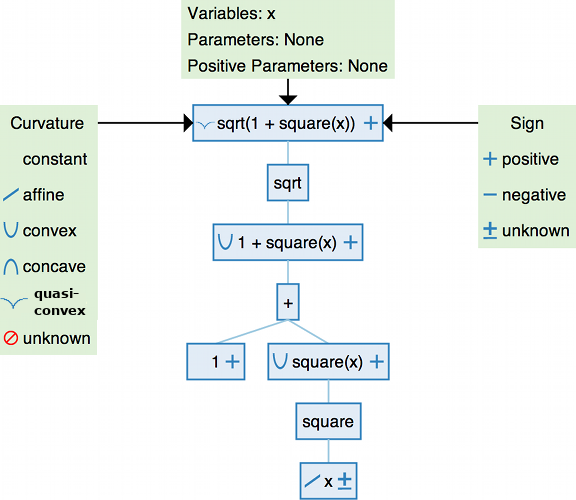 Variables: x
Parameters: None
Positive Parameters: None
Curvature
constant
affine
convex
concave
quasi-
convex
unknown
sqrt(1 + square(x)) +
Sign
+ positive
− negative
± unknown
sqrt
1 + square(x) +
+
1 +
square(x) +
square
x ±